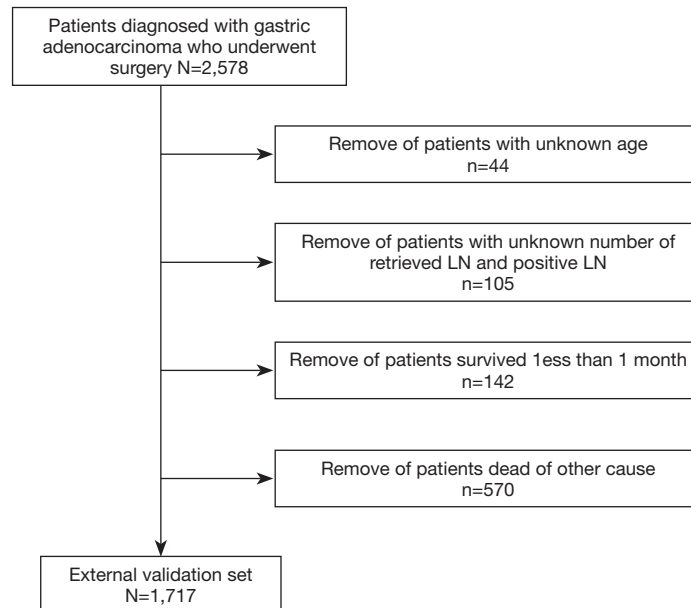 Patients diagnosed with gastric
adenocarcinoma who underwent
surgery N=2,578
Remove of patients with unknown age
n=44
Remove of patients with unknown number of
retrieved LN and positive LN
n=105
Remove of patients survived 1ess than 1 month
n=142
Remove of patients dead of other cause
n=570
External validation set
N=1,717